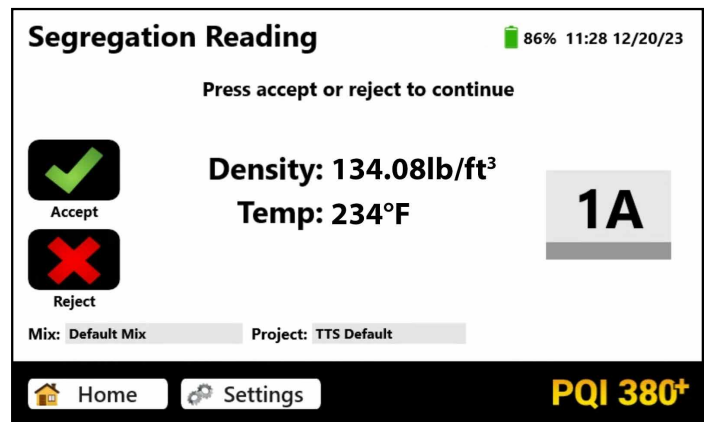 Segregation Reading
86% 11:28 12/20/23
Press accept or reject to continue
Density: 134.08lb/ft³
Accept
Temp: 234°F
1A
Reject
Mix: Default Mix
Project: TTS Default
Home
Settings
PQI 380+